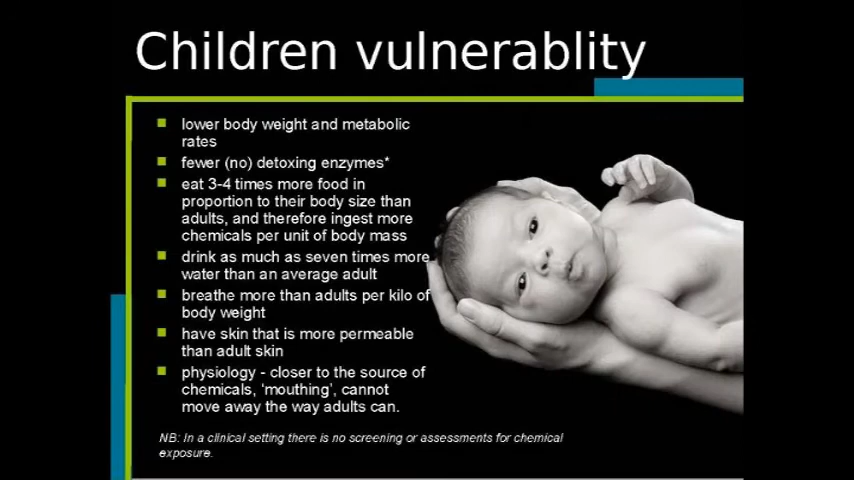 Children vulnerablity
lower body weight and metabolic
rates
fewer (no) detoxing enzymes*
eat 3-4 times more food in
proportion to their body size than
adults, and therefore ingest more
chemicals per unit of body mass
drink as much as seven times more
water than an average adult
breathe more than adults per kilo of
body weight
have skin that is more permeable
than adult skin
physiology - closer to the source of
chemicals, ‘mouthing’, cannot
move away the way adults can.
NB: In a clinical setting there is no screening or assessments for chemical
exposure.